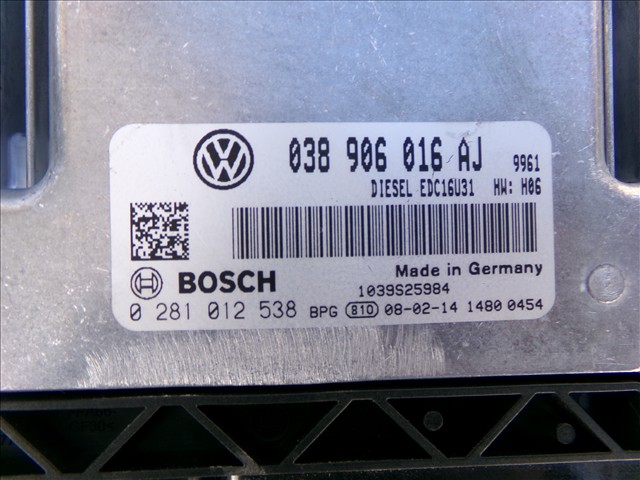 038 906 016 AJ 9961
DIESEL EDC16U31 HW: H06
Made in Germany
BOSCH
1039S25984
0 281 012 538 BPG 810 08-02-14 1480 0454